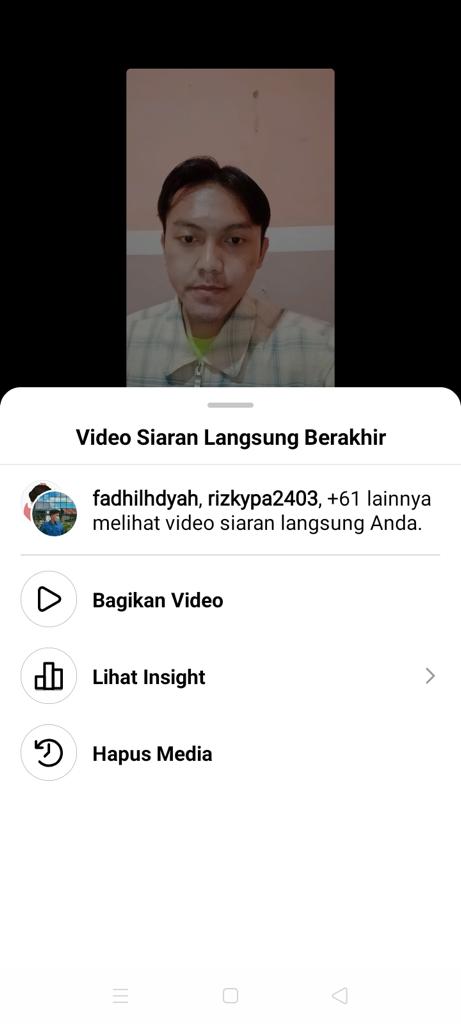 Video Siaran Langsung Berakhir
fadhilhdyah, rizkypa2403, +61 lainnya
melihat video siaran langsung Anda.
Bagikan Video
Lihat Insight
Hapus Media